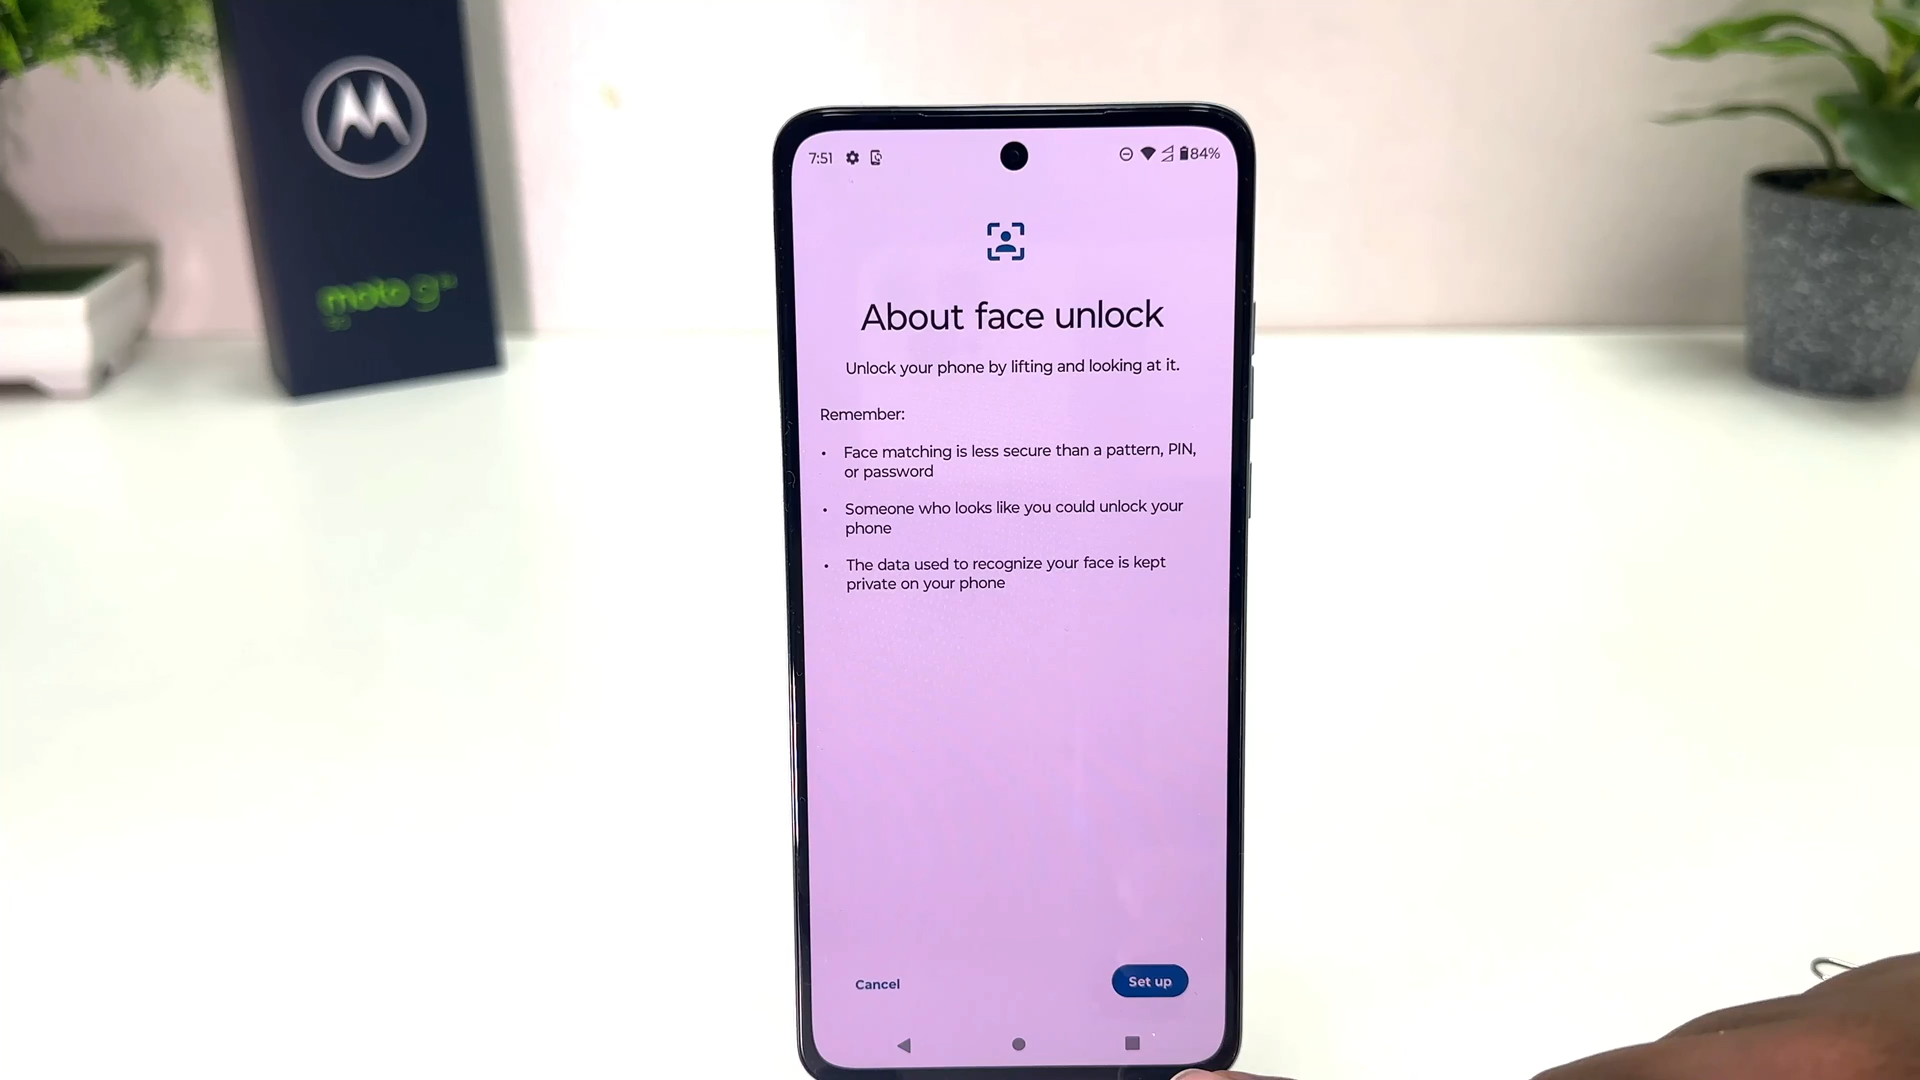 moto g
7:51
84%
About face unlock
Unlock your phone by lifting and looking at it.
Remember:
• Face matching is less secure than a pattern, PIN,
or password
• Someone who looks like you could unlock your
phone
• The data used to recognize your face is kept
private on your phone
Cancel
Set up